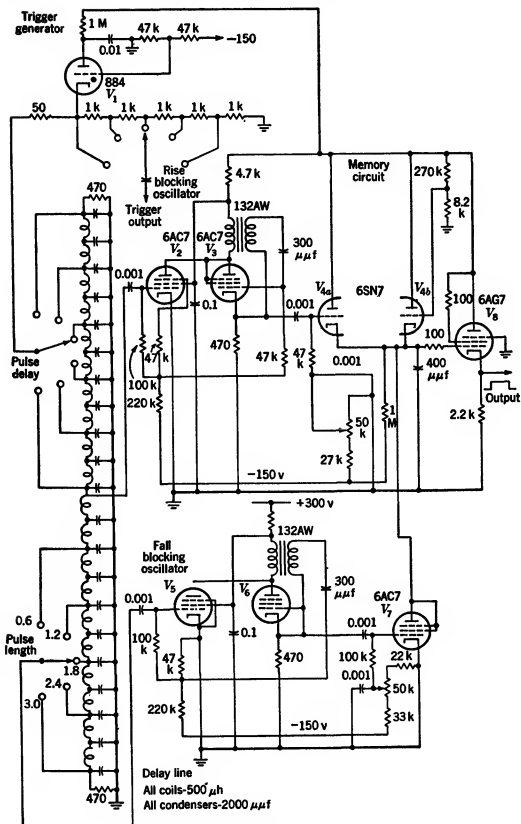 Trigger
generator
1 M
0.01
47 k
47 k
−150
884
V1
50
1 k
1 k
1 k
1 k
1 k
Rise
blocking
oscillator
Trigger
output
470
Pulse
delay
4.7 k
132AW
6AC7
V2
6AC7
V3
0.001
0.1
300
μμf
0.001
47 k
100 k
220 k
470
47 k
−150 v
Memory
circuit
V4a
6SN7
V4b
270 k
8.2
k
100
6AG7
V8
100
0.001
400
μμf
47
k
50
k
27 k
1
M
2.2 k
Output
+300 v
132AW
Fall
blocking
oscillator
V5
V6
0.001
100
k
47
k
220 k
0.1
470
300
μμf
0.001
6AC7
V7
100 k
0.001
22 k
50 k
33 k
−150 v
0.6
1.2
Pulse
length
1.8
2.4
3.0
470
Delay line
All coils-500 μh
All condensers-2000 μμf